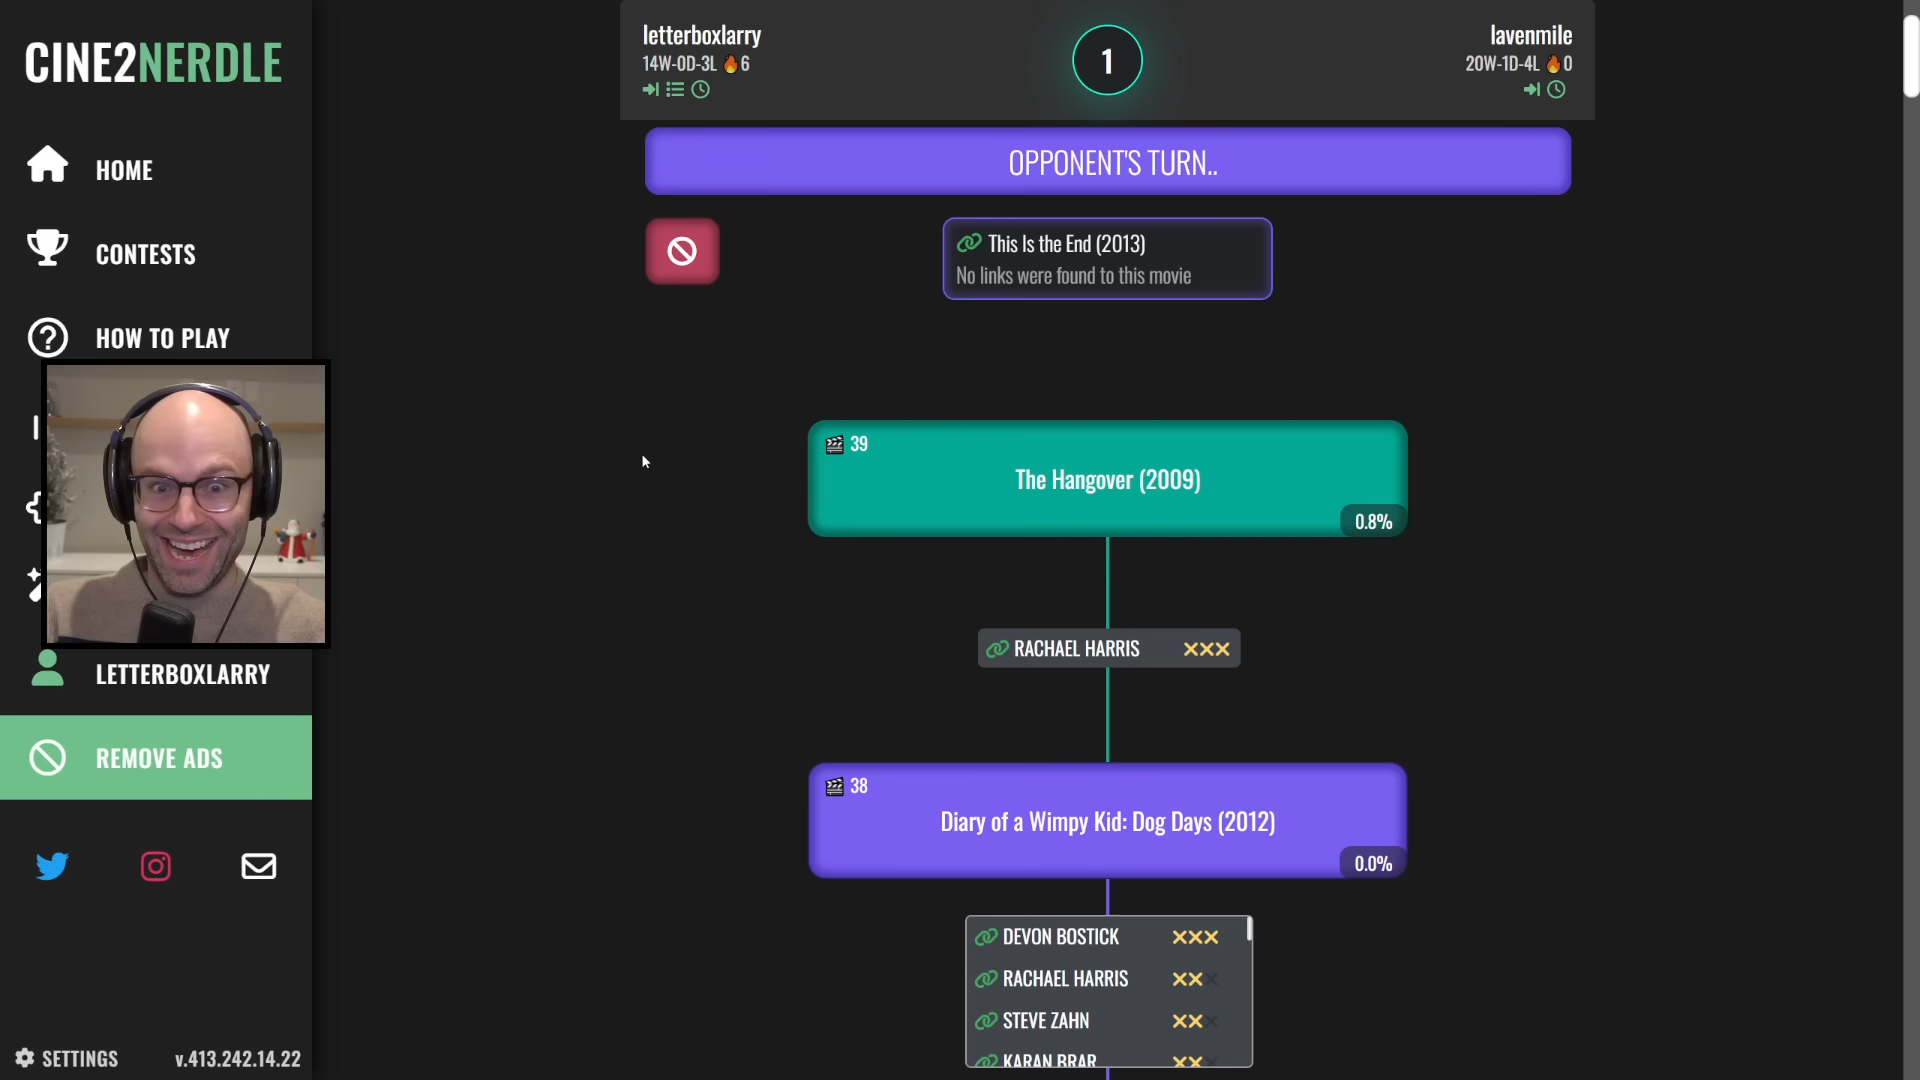 CINE2NERDLE
HOME
CONTESTS
HOW TO PLAY
LETTERBOXLARRY
REMOVE ADS
SETTINGS
v.413.242.14.22
letterboxlarry
14W-0D-3L 🔥6
1
lavenmile
20W-1D-4L 🔥0
OPPONENT'S TURN..
This Is the End (2013)
No links were found to this movie
39
The Hangover (2009)
0.8%
RACHAEL HARRIS
38
Diary of a Wimpy Kid: Dog Days (2012)
0.0%
DEVON BOSTICK
RACHAEL HARRIS
STEVE ZAHN
KARAN BRAR